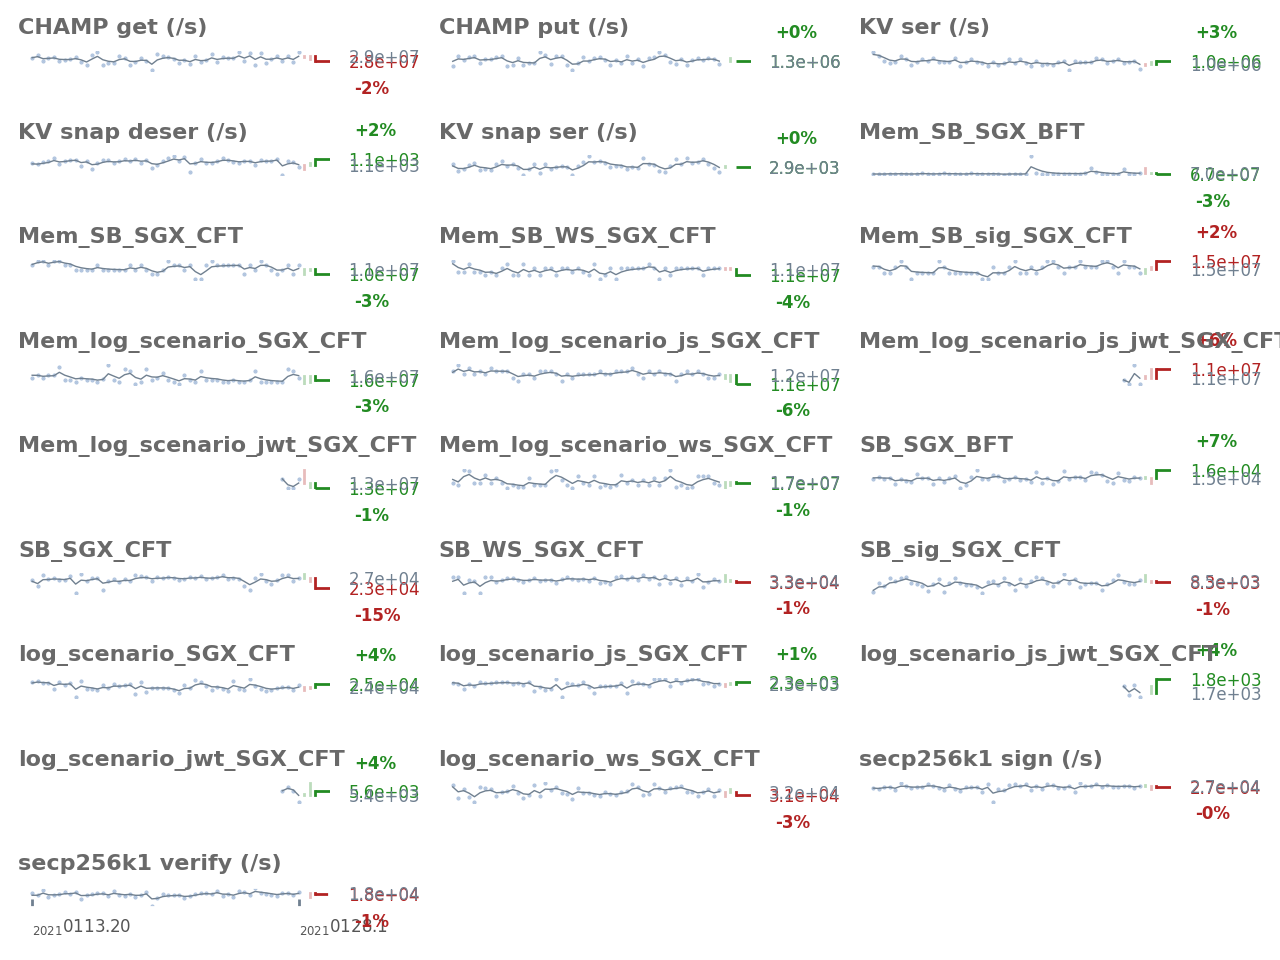 CHAMP get (/s)
2.9e+07
2.8e+07
-2%
CHAMP put (/s)
+0%
1.3e+06
KV ser (/s)
+3%
1.0e+06
1.0e+06
KV snap deser (/s)
+2%
1.1e+03
1.1e+03
KV snap ser (/s)
+0%
2.9e+03
Mem_SB_SGX_BFT
7.0e+07
6.7e+07
-3%
Mem_SB_SGX_CFT
1.1e+07
1.0e+07
-3%
Mem_SB_WS_SGX_CFT
1.1e+07
1.1e+07
-4%
Mem_SB_sig_SGX_CFT
+2%
1.5e+07
1.5e+07
Mem_log_scenario_SGX_CFT
1.6e+07
1.6e+07
-3%
Mem_log_scenario_js_SGX_CFT
1.2e+07
1.1e+07
-6%
Mem_log_scenario_js_jwt_SGX_CFT
+6%
1.1e+07
1.1e+07
Mem_log_scenario_jwt_SGX_CFT
1.3e+07
1.3e+07
-1%
Mem_log_scenario_ws_SGX_CFT
1.7e+07
1.7e+07
-1%
SB_SGX_BFT
+7%
1.6e+04
1.5e+04
SB_SGX_CFT
2.7e+04
2.3e+04
-15%
SB_WS_SGX_CFT
3.3e+04
3.3e+04
-1%
SB_sig_SGX_CFT
8.3e+03
-1%
log_scenario_SGX_CFT
+4%
2.5e+04
2.4e+04
log_scenario_js_SGX_CFT
+1%
2.3e+03
2.3e+03
log_scenario_js_jwt_SGX_CFT
+4%
1.8e+03
1.7e+03
log_scenario_jwt_SGX_CFT
+4%
5.6e+03
5.4e+03
log_scenario_ws_SGX_CFT
3.2e+04
3.1e+04
-3%
secp256k1 sign (/s)
2.7e+04
2.7e+04
-0%
secp256k1 verify (/s)
1.8e+04
1.8e+04
-1%
2021 0113.20
2021 0128.1